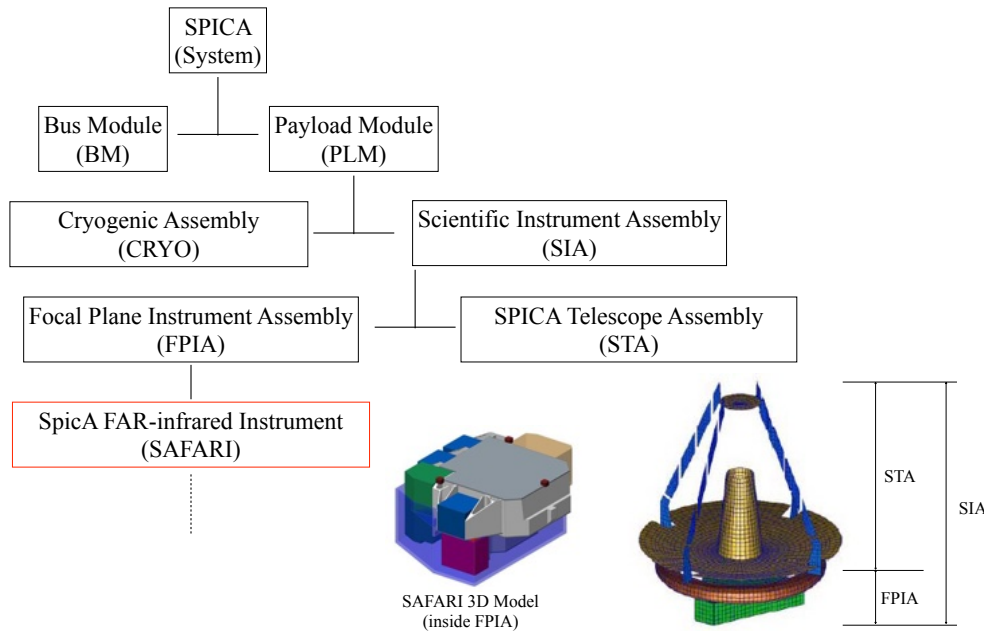 SPICA
(System)
Bus Module
(BM)
Payload Module
(PLM)
Cryogenic Assembly
(CRYO)
Scientific Instrument Assembly
(SIA)
Focal Plane Instrument Assembly
(FPIA)
SPICA Telescope Assembly
(STA)
SpicA FAR-infrared Instrument
(SAFARI)
STA
SIA
FPIA
SAFARI 3D Model
(inside FPIA)